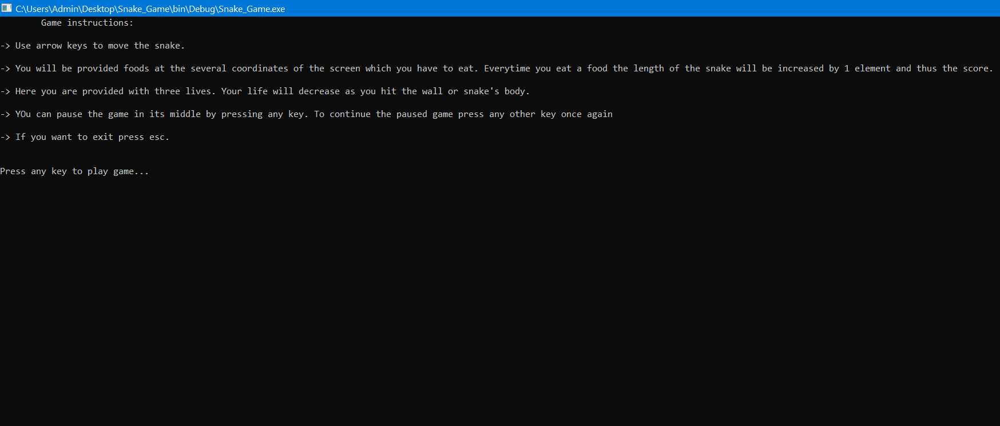 C:\Users\Admin\Desktop\Snake_Game\bin\Debug\Snake_Game.exe
Game instructions:
-> Use arrow keys to move the snake.
-> You will be provided foods at the several coordinates of the screen which you have to eat. Everytime you eat a food the length of the snake will be increased by 1 element and thus the score.
-> Here you are provided with three lives. Your life will decrease as you hit the wall or snake's body.
-> YOu can pause the game in its middle by pressing any key. To continue the paused game press any other key once again
-> If you want to exit press esc.
Press any key to play game...